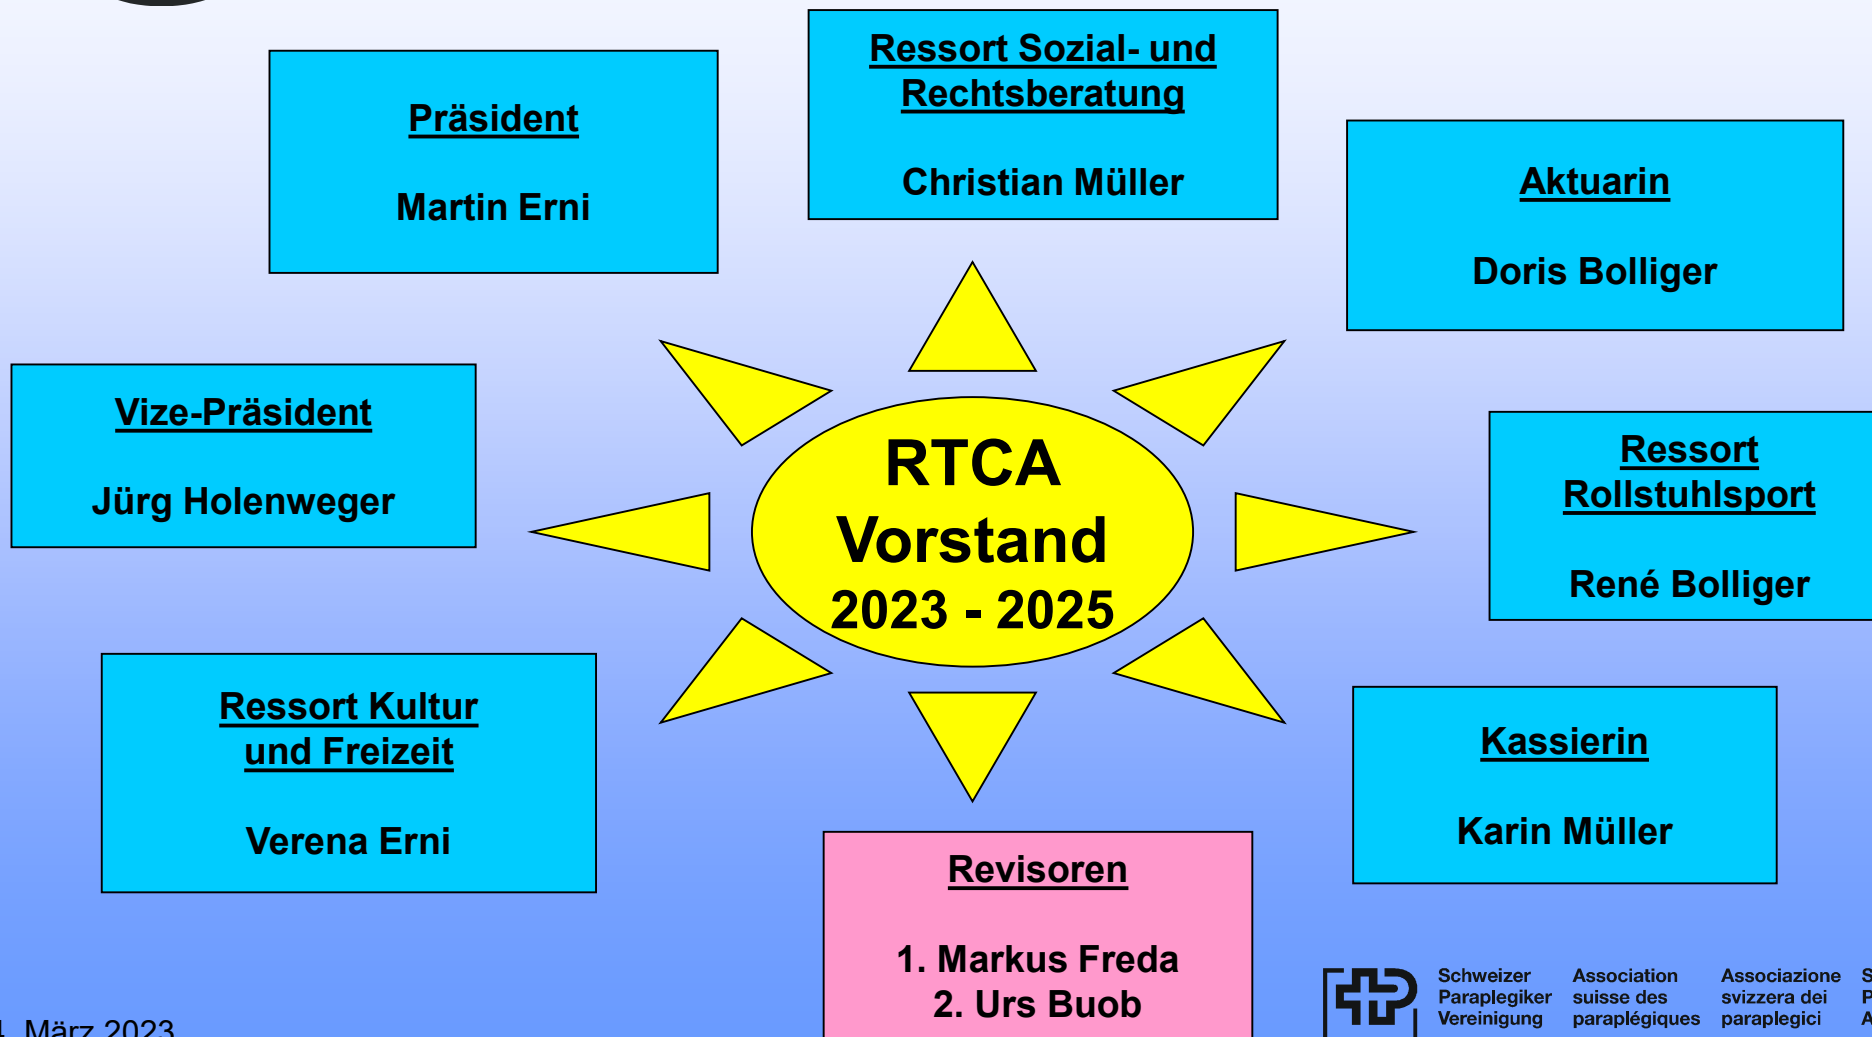 Präsident
Martin Erni
Ressort Sozial- und
Rechtsberatung
Christian Müller
Aktuarin
Doris Bolliger
Vize-Präsident
Jürg Holenweger
RTCA
Vorstand
2023 - 2025
Ressort
Rollstuhlsport
René Bolliger
Ressort Kultur
und Freizeit
Verena Erni
Kassierin
Karin Müller
Revisoren
1. Markus Freda
2. Urs Buob
März 2023
Schweizer
Paraplegiker
Vereinigung
Association
suisse des
paraplégiques
Associazione
svizzera dei
paraplegici